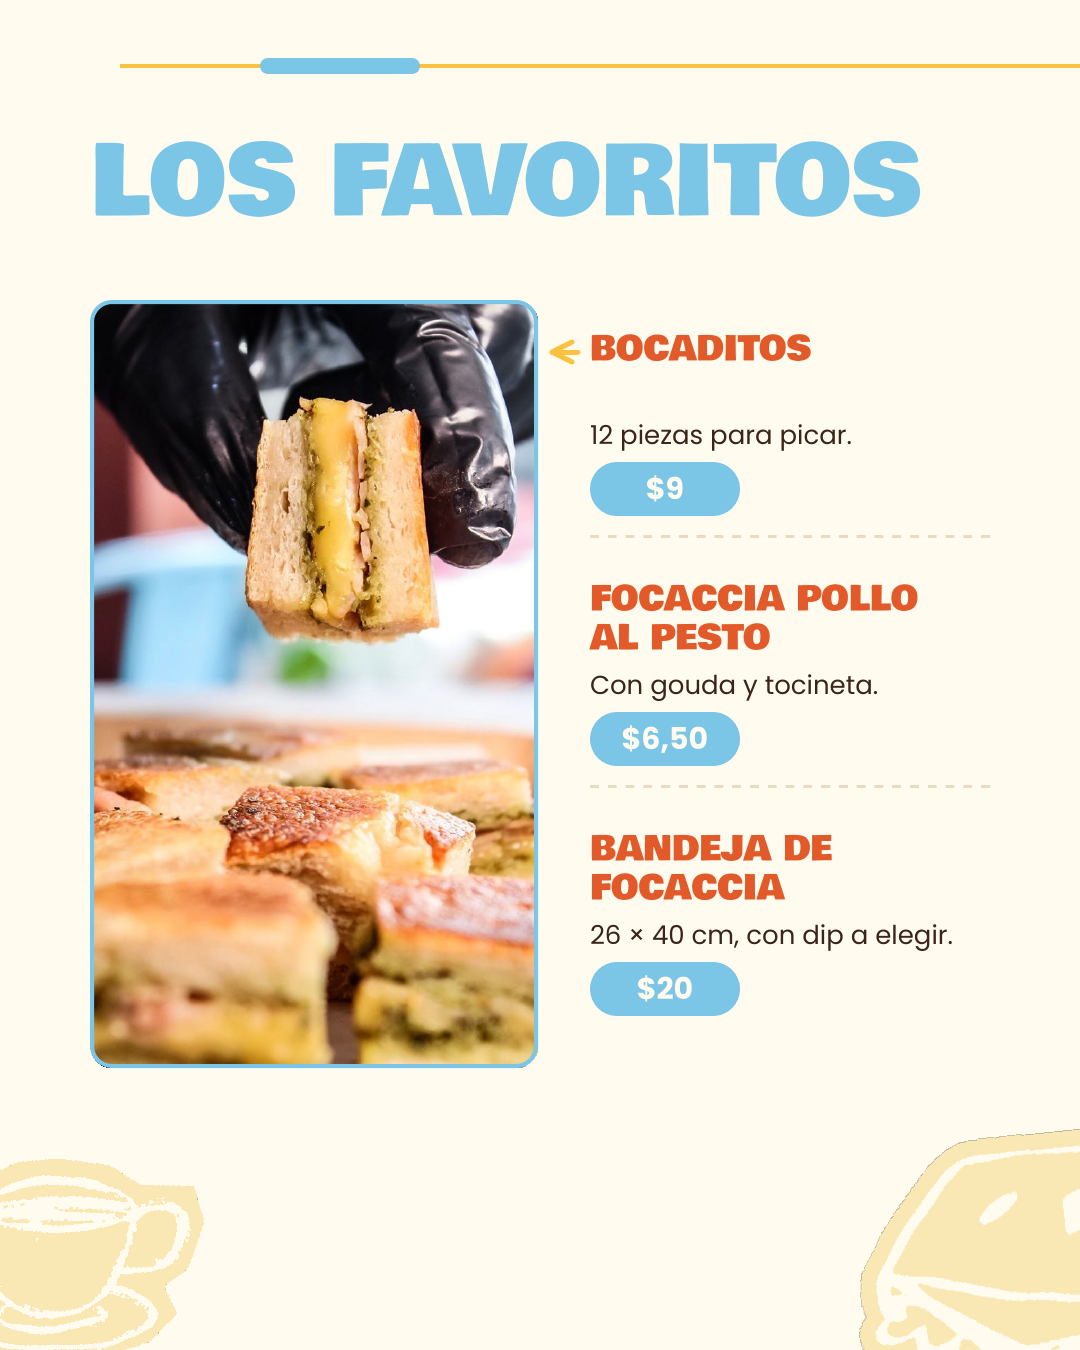 LOS FAVORITOS
BOCADITOS
12 piezas para picar.
$9
FOCACCIA POLLO
AL PESTO
Con gouda y tocineta.
$6,50
BANDEJA DE
FOCACCIA
26 × 40 cm, con dip a elegir.
$20